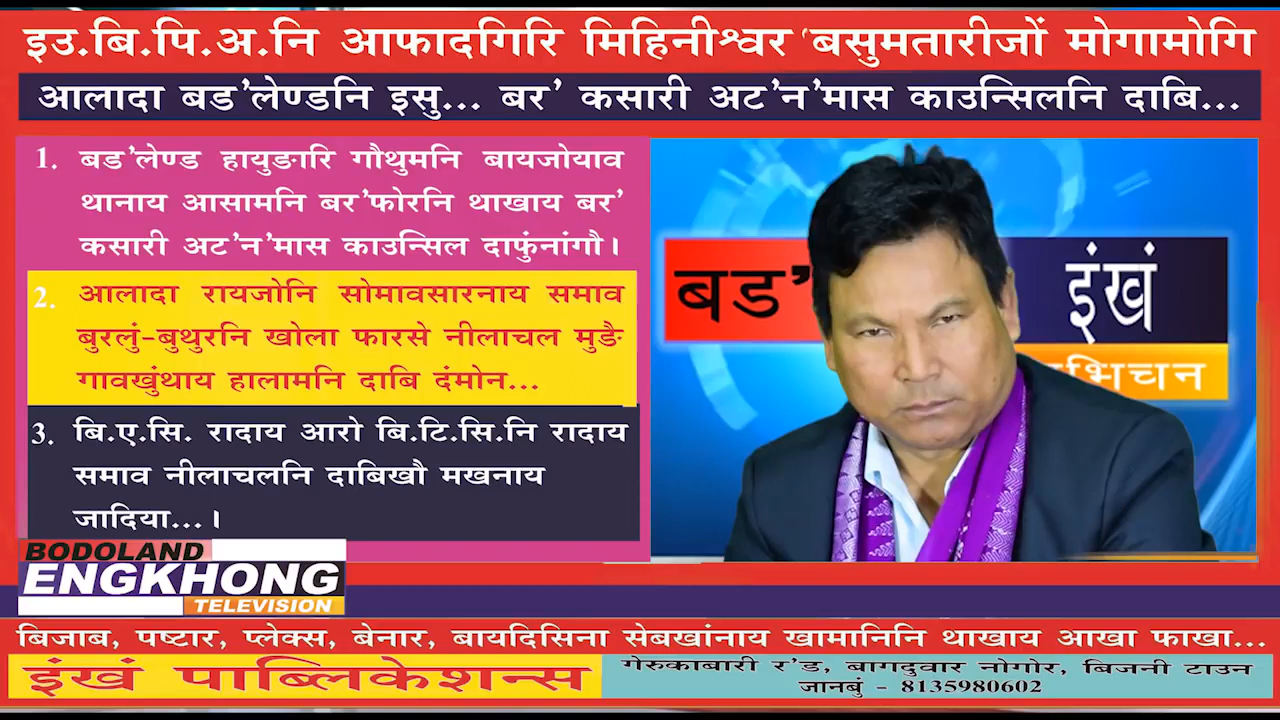 इउ.बि.पि.अ.नि आफादगिरि मिहिनीश्वर ‘बसुमतारीजों मोगामोगि
आलादा बड’लेण्डनि इसु... बर’ कसारी अट’न’मास काउन्सिलनि दाबि...
1. बड’लेण्ड हायुङारि गौथुमनि बायजोयाव
थानाय आसामनि बर’फोरनि थाखाय बर’
कसारी अट’न’मास काउन्सिल दाफुंनांगौ।
2. आलादा रायजोनि सोमावसारनाय समाव
बुरलुं-बुथुरनि खोला फारसे नीलाचल मुङै
गावखुंथाय हालामनि दाबि दंमोन...
3. बि.ए.सि. रादाय आरो बि.टि.सि.नि रादाय
समाव नीलाचलनि दाबिखौ मखनाय
जादिया...।
बड’
इंखं
भिचन
BODOLAND
ENGKHONG
TELEVISION
बिजाब, पष्टार, प्लेक्स, बेनार, बायदिसिना सेबखांनाय खामानिनि थाखाय आखा फाखा...
इंखं पाब्लिकेशन्स
गेरुकाबारी र’ड, बागदुवार नोगोर, बिजनी टाउन
जानबुं - 8135980602